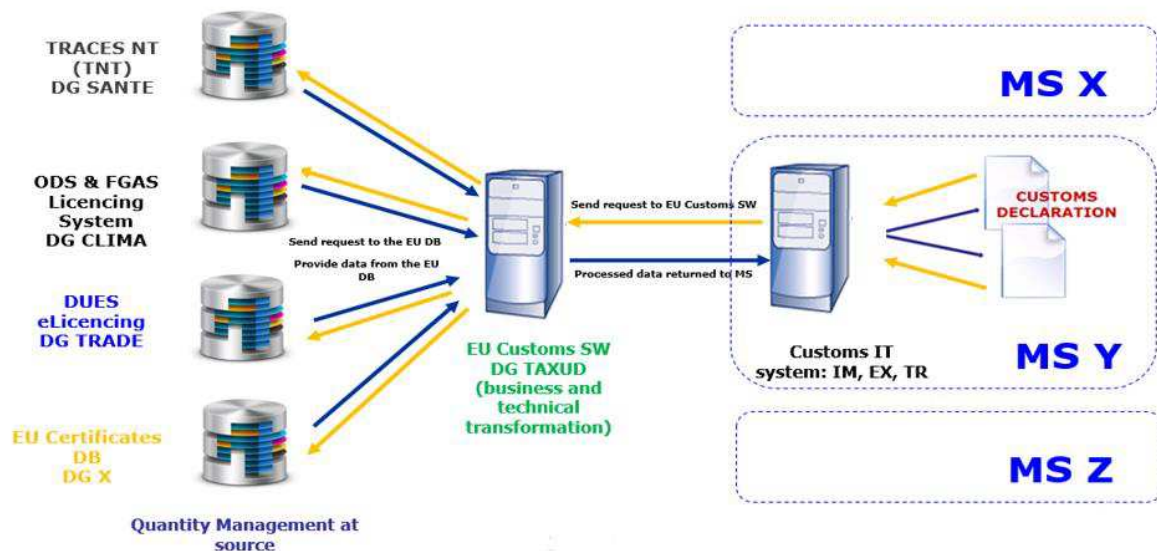 TRACES NT
(TNT)
DG SANTE
ODS & FGAS
Licencing
System
DG CLIMA
DUES
eLicencing
DG TRADE
EU Certificates
DB
DG X
Quantity Management at
source
Send request to the EU DB
Provide data from the EU
DB
EU Customs SW
DG TAXUD
(business and
technical
transformation)
Send request to EU Customs SW
Processed data returned to MS
MS X
CUSTOMS
DECLARATION
Customs IT
system: IM, EX, TR
MS Y
MS Z